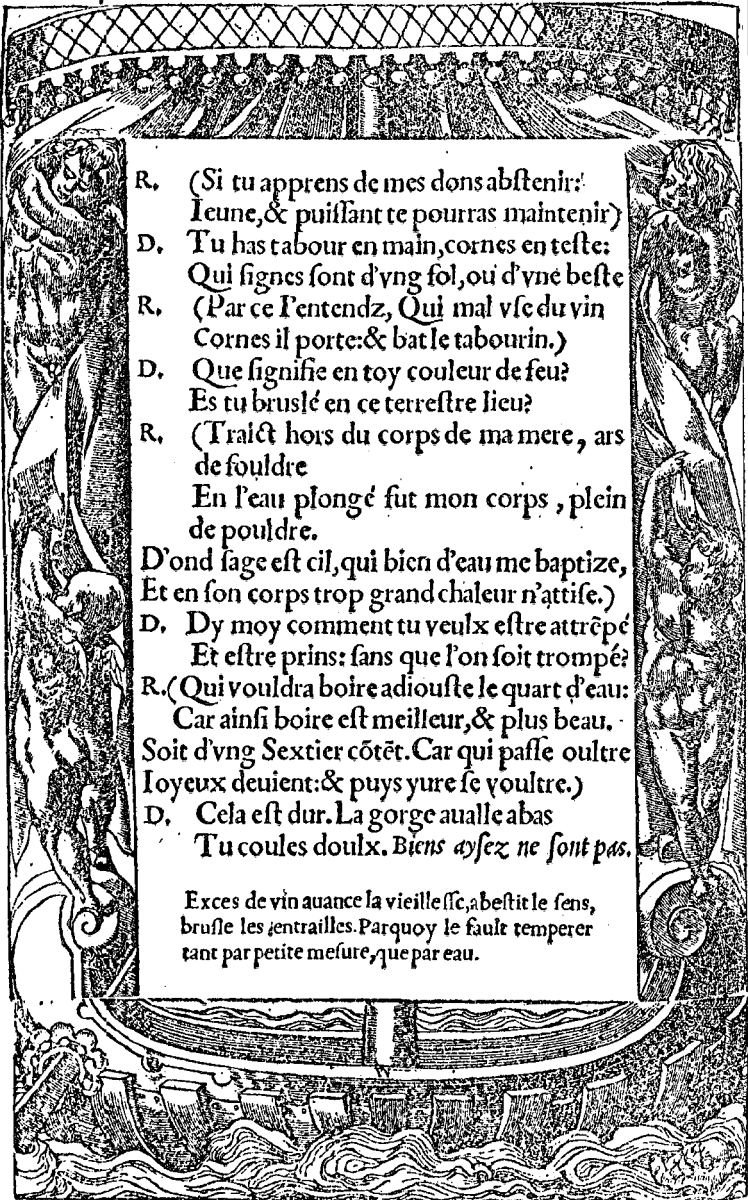 R. (Si tu apprens de mes dons abſtenir:
Ieune,& puiſſant te pourras maintenir)
D. Tu has tabour en main,cornes en teſte:
Qui ſignes ſont d'vng fol,ou d'vne beſte
R. (Par ce I'entendz, Qui mal vſe du vin
Cornes il porte:& bat le tabourin.)
D. Que ſignifie en toy couleur de feu?
Es tu bruslé en ce terreſtre lieu?
R. (Traict hors du corps de ma mere, ars
de fouldre
En l'eau plongé fut mon corps , plein
de pouldre.
D'ond ſage eſt cil,qui bien d'eau me baptize,
Et en ſon corps trop grand chaleur n'attiſe.)
D. Dy moy comment tu veulx eſtre attrēpé
Et eſtre prins: ſans que l'on ſoit trompé?
R.(Qui vouldra boire adiouſte le quart d'eau:
Car ainſi boire eſt meilleur,& plus beau.
Soit d'vng Sextier cōtēt. Car qui paſſe oultre
Ioyeux deuient:& puys yure ſe voultre.)
D. Cela eſt dur. La gorge aualle abas
Tu coules doulx. Biens ayſez ne ſont pas.
Exces de vin auance la vieilleſſe,abeſtit le ſens,
bruſle les entrailles. Parquoy le fault temperer
tant par petite meſure,que par eau.